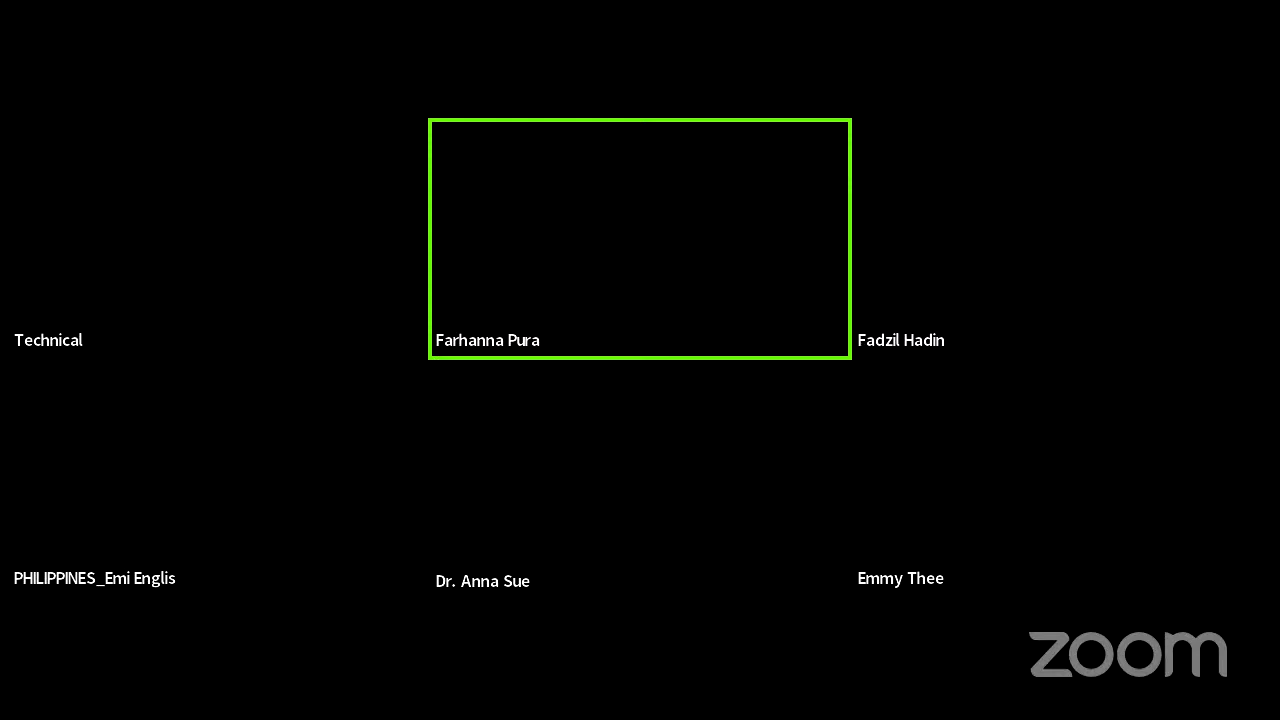 Technical
Farhanna Pura
Fadzil Hadin
PHILIPPINES_Emi Englis
Dr. Anna Sue
Emmy Thee
zoom